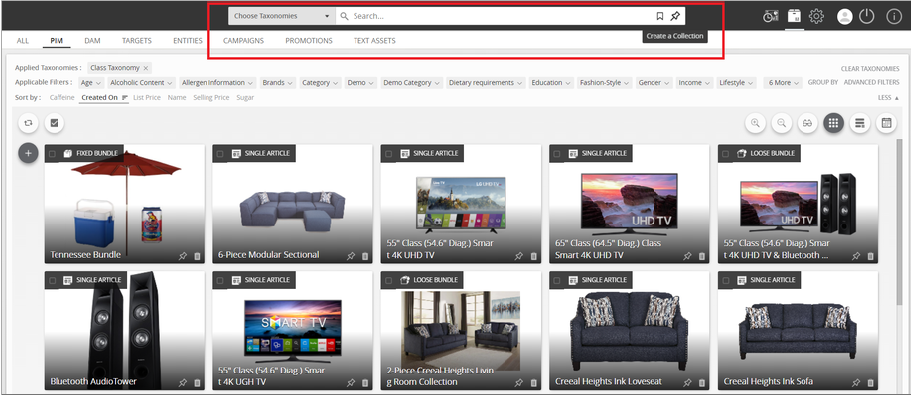 Choose Taxonomies
Search...
Create a Collection
ALL PIM DAM TARGETS ENTITIES CAMPAIGNS PROMOTIONS TEXT ASSETS
Applied Taxonomies : Class Taxonomy × CLEAR TAXONOMIES
Applicable Filters : Age Alcoholic Content Allergen Information Brands Category Demo Demo Category Dietary requirements Education Fashion-Style Gencer Income Lifestyle 6 More GROUP BY ADVANCED FILTERS
Sort by : Caffeine Created On List Price Name Selling Price Sugar LESS
FIXED BUNDLE
Tennessee Bundle
SINGLE ARTICLE
6-Piece Modular Sectional
SINGLE ARTICLE
55" Class (54.6" Diag.) Smar
t 4K UHD TV
SINGLE ARTICLE
UHD TV
65" Class (64.5" Diag.) Class
Smart 4K UHD TV
LOOSE BUNDLE
UHD TV
55" Class (54.6" Diag.) Smar
t 4K UHD TV & Bluetooth ...
SINGLE ARTICLE
Bluetooth AudioTower
SINGLE ARTICLE
SMART TV
55" Class (54.6" Diag.) Smar
t 4K UGH TV
LOOSE BUNDLE
2-Piece Creeal Heights Livin
g Room Collection
SINGLE ARTICLE
Creeal Heights Ink Loveseat
SINGLE ARTICLE
Creeal Heights Ink Sofa